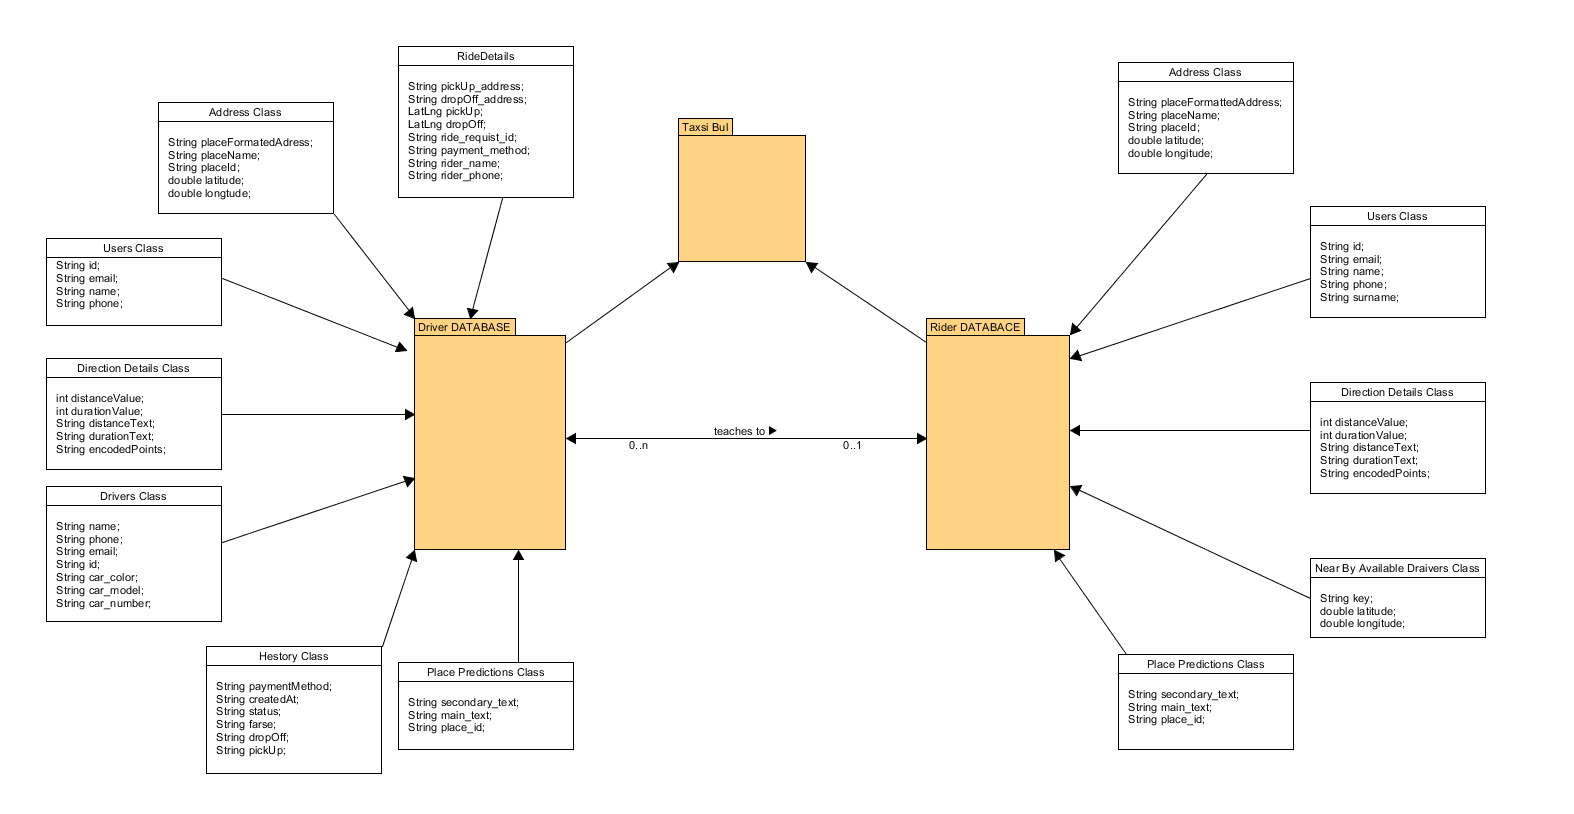 RideDetails
String pickUp_address;
String dropOff_address;
LatLng pickUp;
LatLng dropOff;
String ride_requist_id;
String payment_method;
String rider_name;
String rider_phone;
Address Class
String placeFormatedAdress;
String placeName;
String placeId;
double latitude;
double longtude;
Users Class
String id;
String email;
String name;
String phone;
Direction Details Class
int distanceValue;
int durationValue;
String distanceText;
String durationText;
String encodedPoints;
Drivers Class
String name;
String phone;
String email;
String id;
String car_color;
String car_model;
String car_number;
Hestory Class
String paymentMethod;
String createdAt;
String status;
String farse;
String dropOff;
String pickUp;
Place Predictions Class
String secondary_text;
String main_text;
String place_id;
Driver DATABASE
Taxsi Bul
teaches to
0..n
0..1
Rider DATABACE
Address Class
String placeFormattedAddress;
String placeName;
String placeId;
double latitude;
double longitude;
Users Class
String id;
String email;
String name;
String phone;
String surname;
Direction Details Class
int distanceValue;
int durationValue;
String distanceText;
String durationText;
String encodedPoints;
Near By Available Draivers Class
String key;
double latitude;
double longitude;
Place Predictions Class
String secondary_text;
String main_text;
String place_id;